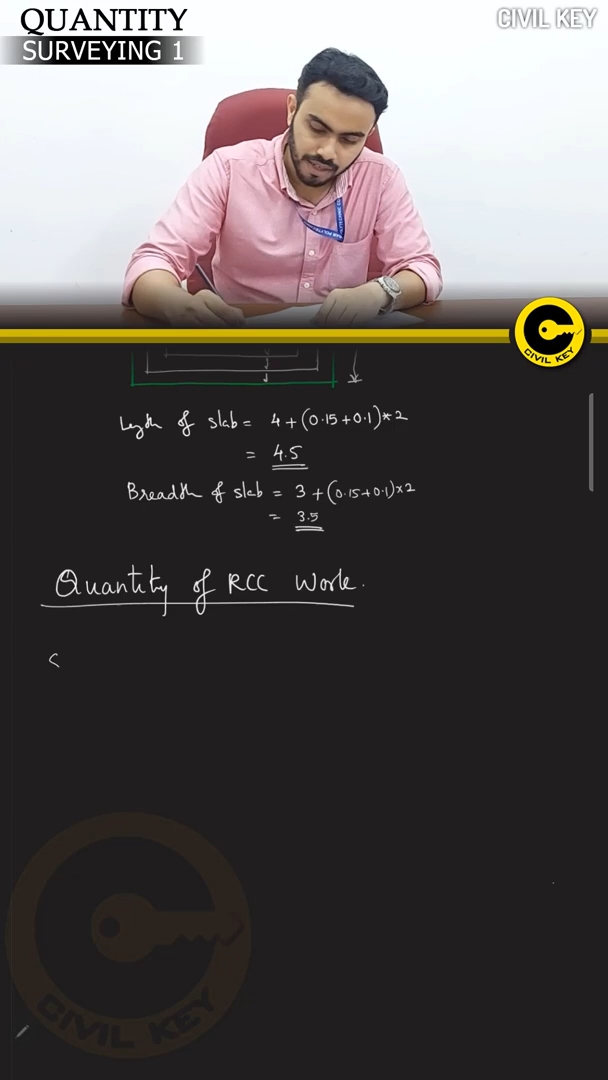 QUANTITY
SURVEYING 1
CIVIL KEY
CIVIL KEY
Length of slab = 4 + (0.15 + 0.1) * 2
= 4.5
Breadth of slab = 3 + (0.15 + 0.1) × 2
= 3.5
Quantity of RCC Work.
CIVIL KEY